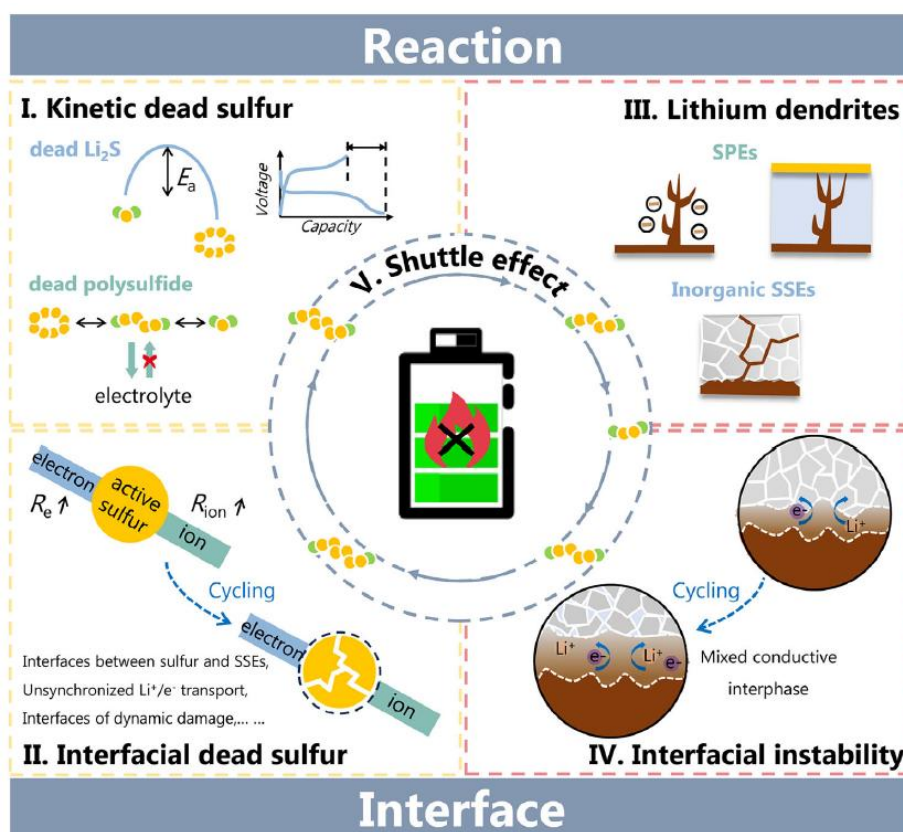 Reaction
I. Kinetic dead sulfur
dead Li₂S
Eₐ
Voltage
Capacity
dead polysulfide
electrolyte
III. Lithium dendrites
SPEs
Inorganic SSEs
V. Shuttle effect
electron
active
sulfur
ion
Rₑ ↑
Rᵢₒₙ ↑
Cycling
electron
ion
Interfaces between sulfur and SSEs,
Unsynchronized Li⁺/e⁻ transport,
Interfaces of dynamic damage,... ...
II. Interfacial dead sulfur
e⁻
Li⁺
Cycling
Li⁺
e⁻
Li⁺
e⁻
Mixed conductive
interphase
IV. Interfacial instability
Interface